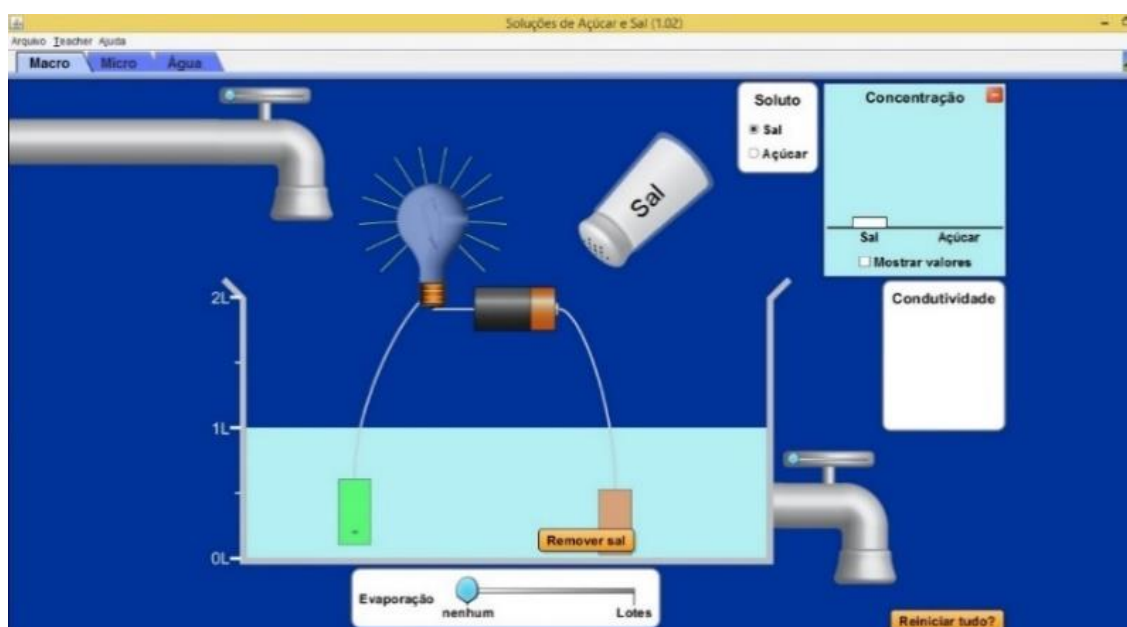 Soluções de Açúcar e Sal (1.02)
Arquivo Teacher Ajuda
Macro Micro Água
Soluto
Sal
Açúcar
Concentração
Sal Açúcar
Mostrar valores
Condutividade
Sal
2L
1L
0L
-
Remover sal
Evaporação
nenhum Lotes
Reiniciar tudo?